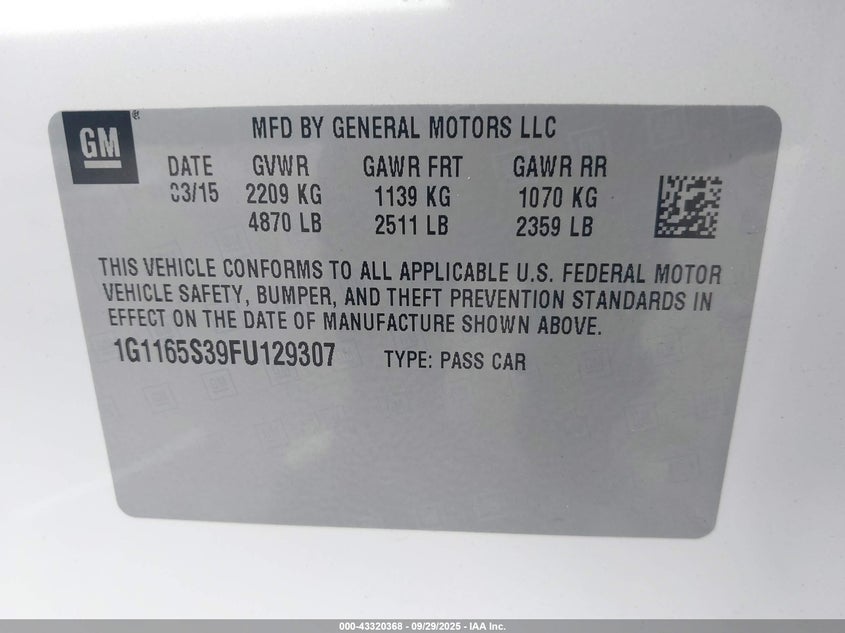 GM
MFD BY GENERAL MOTORS LLC
DATE GVWR GAWR FRT GAWR RR
03/15 2209 KG 1139 KG 1070 KG
4870 LB 2511 LB 2359 LB
THIS VEHICLE CONFORMS TO ALL APPLICABLE U.S. FEDERAL MOTOR
VEHICLE SAFETY, BUMPER, AND THEFT PREVENTION STANDARDS IN
EFFECT ON THE DATE OF MANUFACTURE SHOWN ABOVE.
1G1165S39FU129307 TYPE: PASS CAR
000-43320368 - 09/29/2025 - IAA Inc.